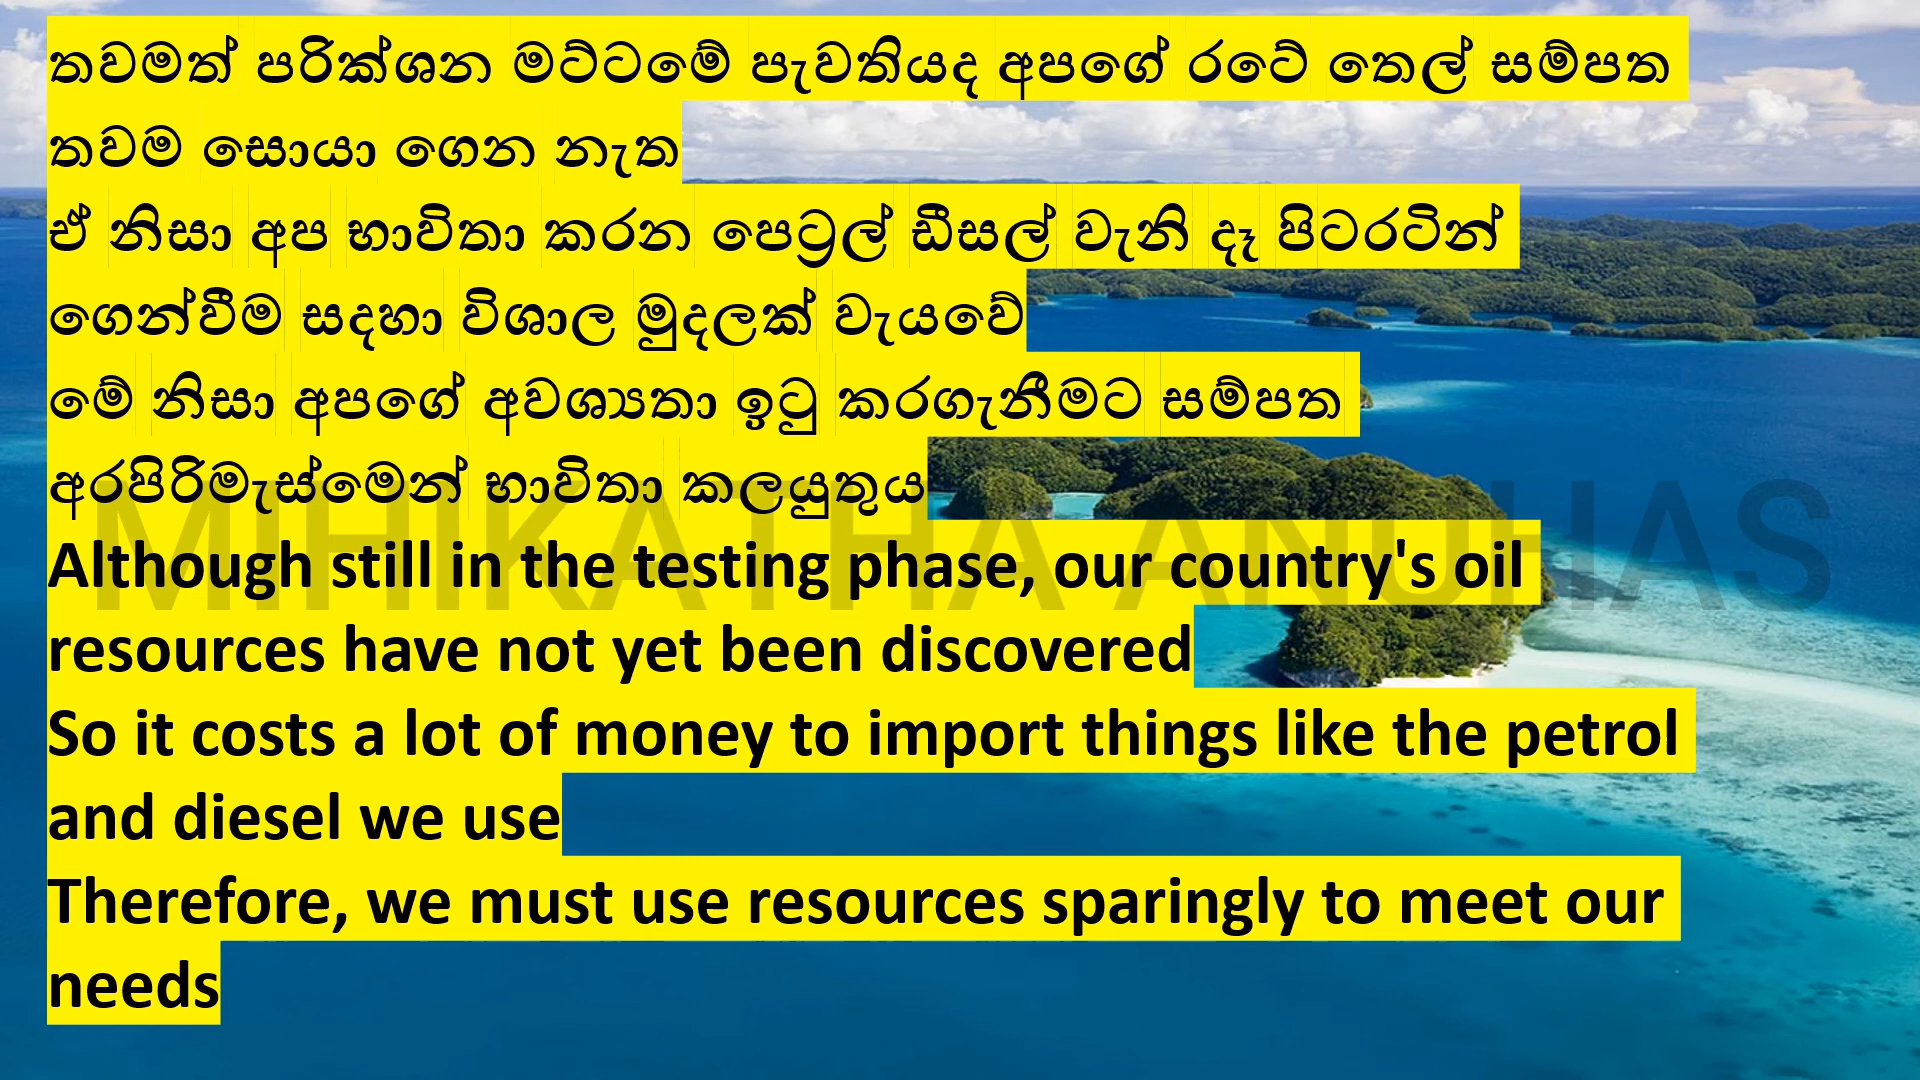 තවමත් පරික්ශන මට්ටමේ පැවතියද අපගේ රටේ තෙල් සම්පත
තවම සොයා ගෙන නැත
ඒ නිසා අප භාවිතා කරන පෙට්‍රල් ඩීසල් වැනි දෑ පිටරටින්
ගෙන්වීම සදහා විශාල මුදලක් වැයවේ
මේ නිසා අපගේ අවශ්‍යතා ඉටු කරගැනීමට සම්පත
අරපිරිමැස්මෙන් භාවිතා කලයුතුය
MIHIKATHA ANUHAS
Although still in the testing phase, our country's oil
resources have not yet been discovered
So it costs a lot of money to import things like the petrol
and diesel we use
Therefore, we must use resources sparingly to meet our
needs